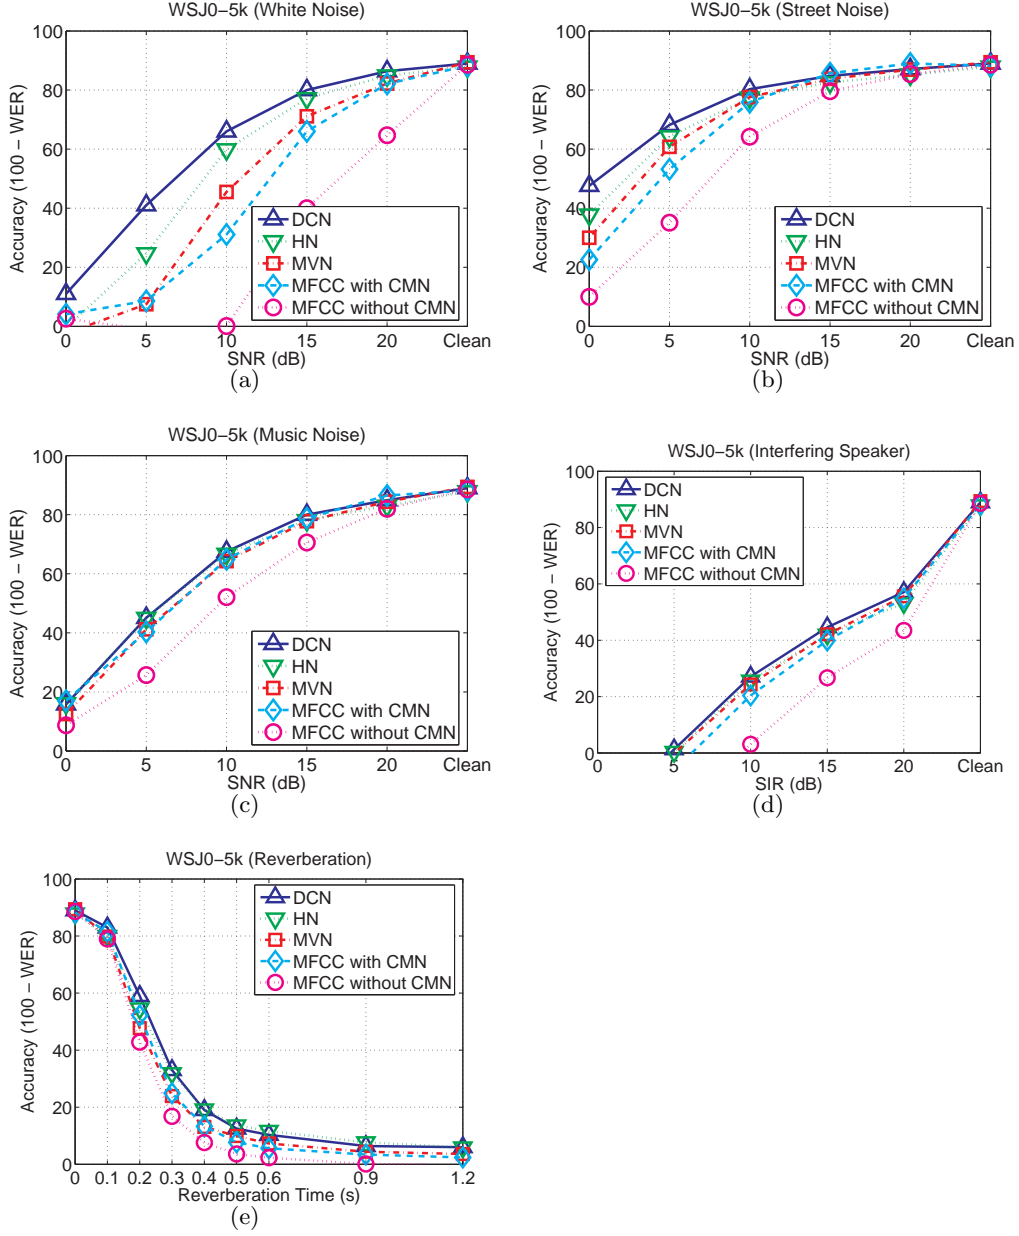 WSJ0−5k (White Noise)
100
80
60
40
20
0
Accuracy (100 − WER)
0 5 10 15 20 Clean
SNR (dB)
DCN
HN
MVN
MFCC with CMN
MFCC without CMN
(a)
WSJ0−5k (Street Noise)
100
80
60
40
20
0
Accuracy (100 − WER)
0 5 10 15 20 Clean
SNR (dB)
DCN
HN
MVN
MFCC with CMN
MFCC without CMN
(b)
WSJ0−5k (Music Noise)
100
80
60
40
20
0
Accuracy (100 − WER)
0 5 10 15 20 Clean
SNR (dB)
DCN
HN
MVN
MFCC with CMN
MFCC without CMN
(c)
WSJ0−5k (Interfering Speaker)
100
80
60
40
20
0
Accuracy (100 − WER)
0 5 10 15 20 Clean
SIR (dB)
DCN
HN
MVN
MFCC with CMN
MFCC without CMN
(d)
WSJ0−5k (Reverberation)
100
80
60
40
20
0
Accuracy (100 − WER)
0 0.1 0.2 0.3 0.4 0.5 0.6 0.9 1.2
Reverberation Time (s)
DCN
HN
MVN
MFCC with CMN
MFCC without CMN
(e)